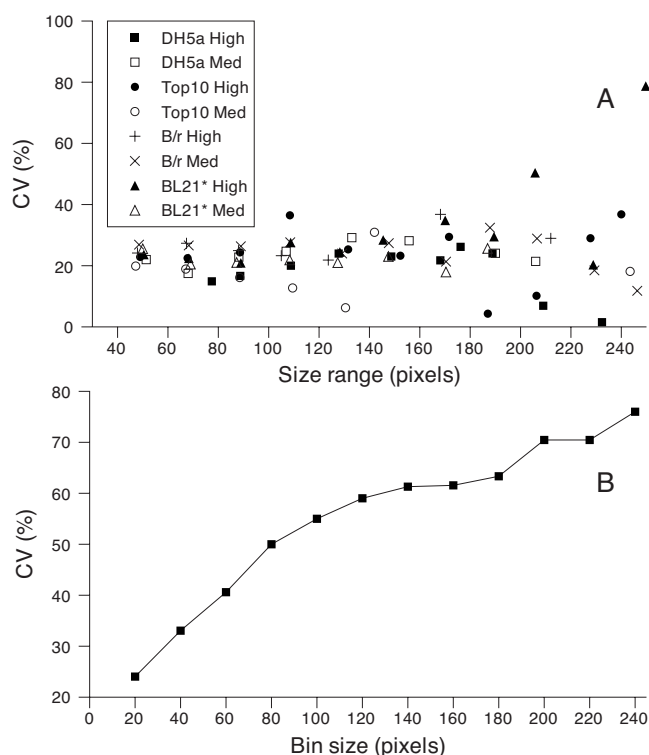 100
80
60
40
20
0
CV (%)
DH5a High
DH5a Med
Top10 High
Top10 Med
B/r High
B/r Med
BL21* High
BL21* Med
A
40 60 80 100 120 140 160 180 200 220 240
Size range (pixels)
80
70
60
50
40
30
20
CV (%)
B
0 20 40 60 80 100 120 140 160 180 200 220 240
Bin size (pixels)